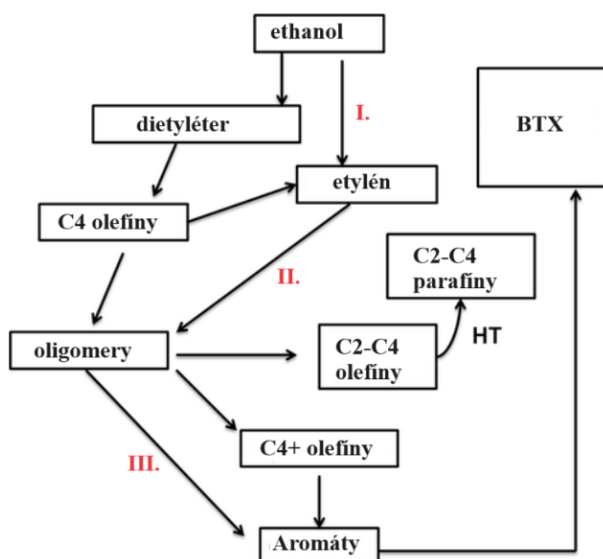 ethanol
I.
BTX
dietyléter
etylén
C4 olefíny
C2-C4
parafíny
II.
HT
oligomery
C2-C4
olefíny
C4+ olefíny
III.
Aromáty